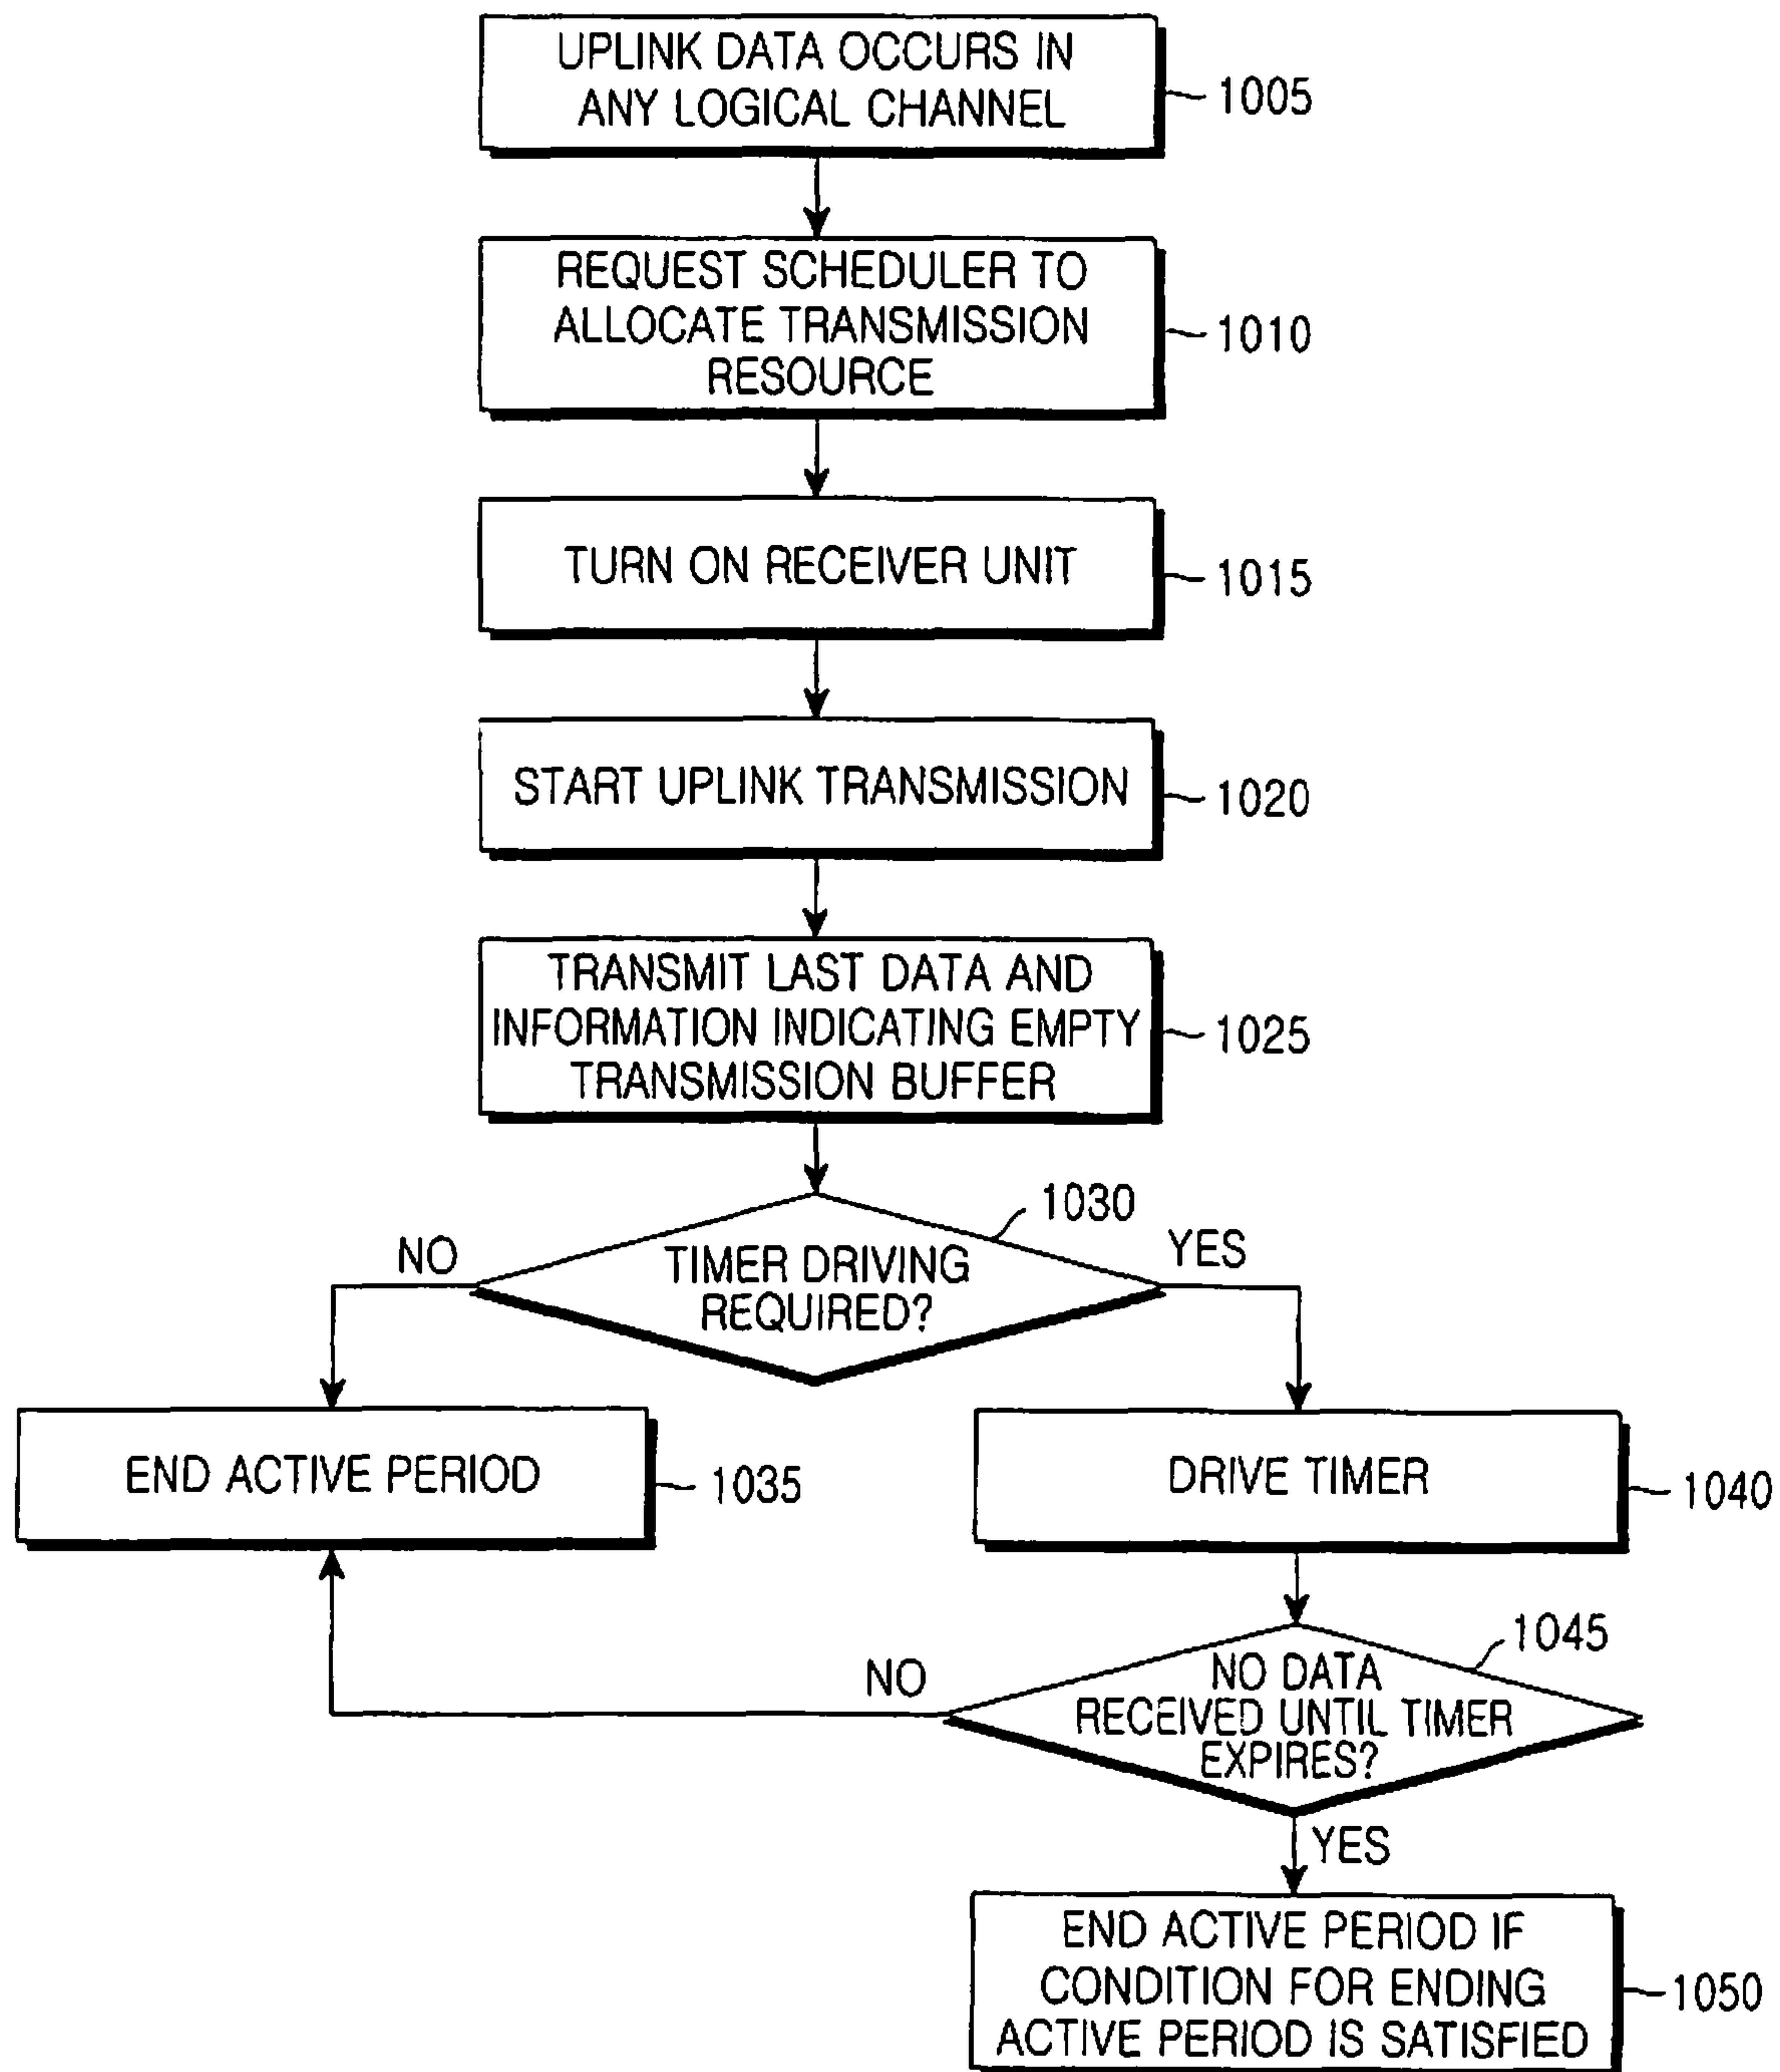 UPLINK DATA OCCURS IN
ANY LOGICAL CHANNEL
1005
REQUEST SCHEDULER TO
ALLOCATE TRANSMISSION
RESOURCE
1010
TURN ON RECEIVER UNIT
1015
START UPLINK TRANSMISSION
1020
TRANSMIT LAST DATA AND
INFORMATION INDICATING EMPTY
TRANSMISSION BUFFER
1025
1030
NO
YES
TIMER DRIVING
REQUIRED?
END ACTIVE PERIOD
1035
DRIVE TIMER
1040
1045
NO
NO DATA
RECEIVED UNTIL TIMER
EXPIRES?
YES
END ACTIVE PERIOD IF
CONDITION FOR ENDING
ACTIVE PERIOD IS SATISFIED
1050